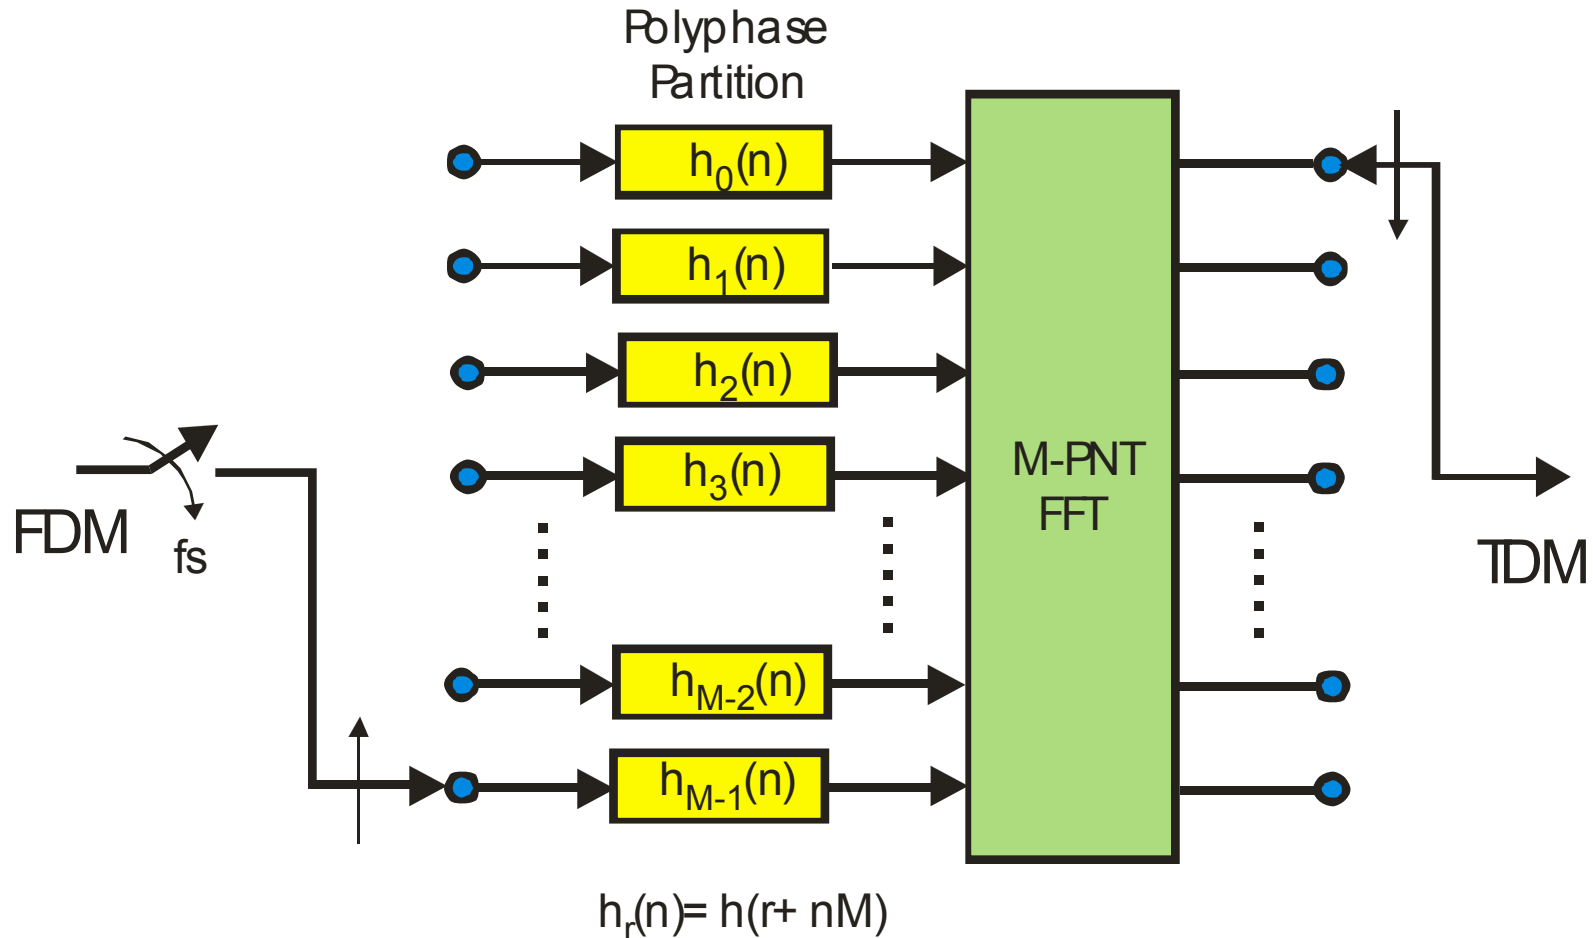 Polyphase
Partition
h0(n)
h1(n)
h2(n)
h3(n)
hM-2(n)
hM-1(n)
M-PNT
FFT
FDM
fs
TDM
hr(n)= h(r+ nM)